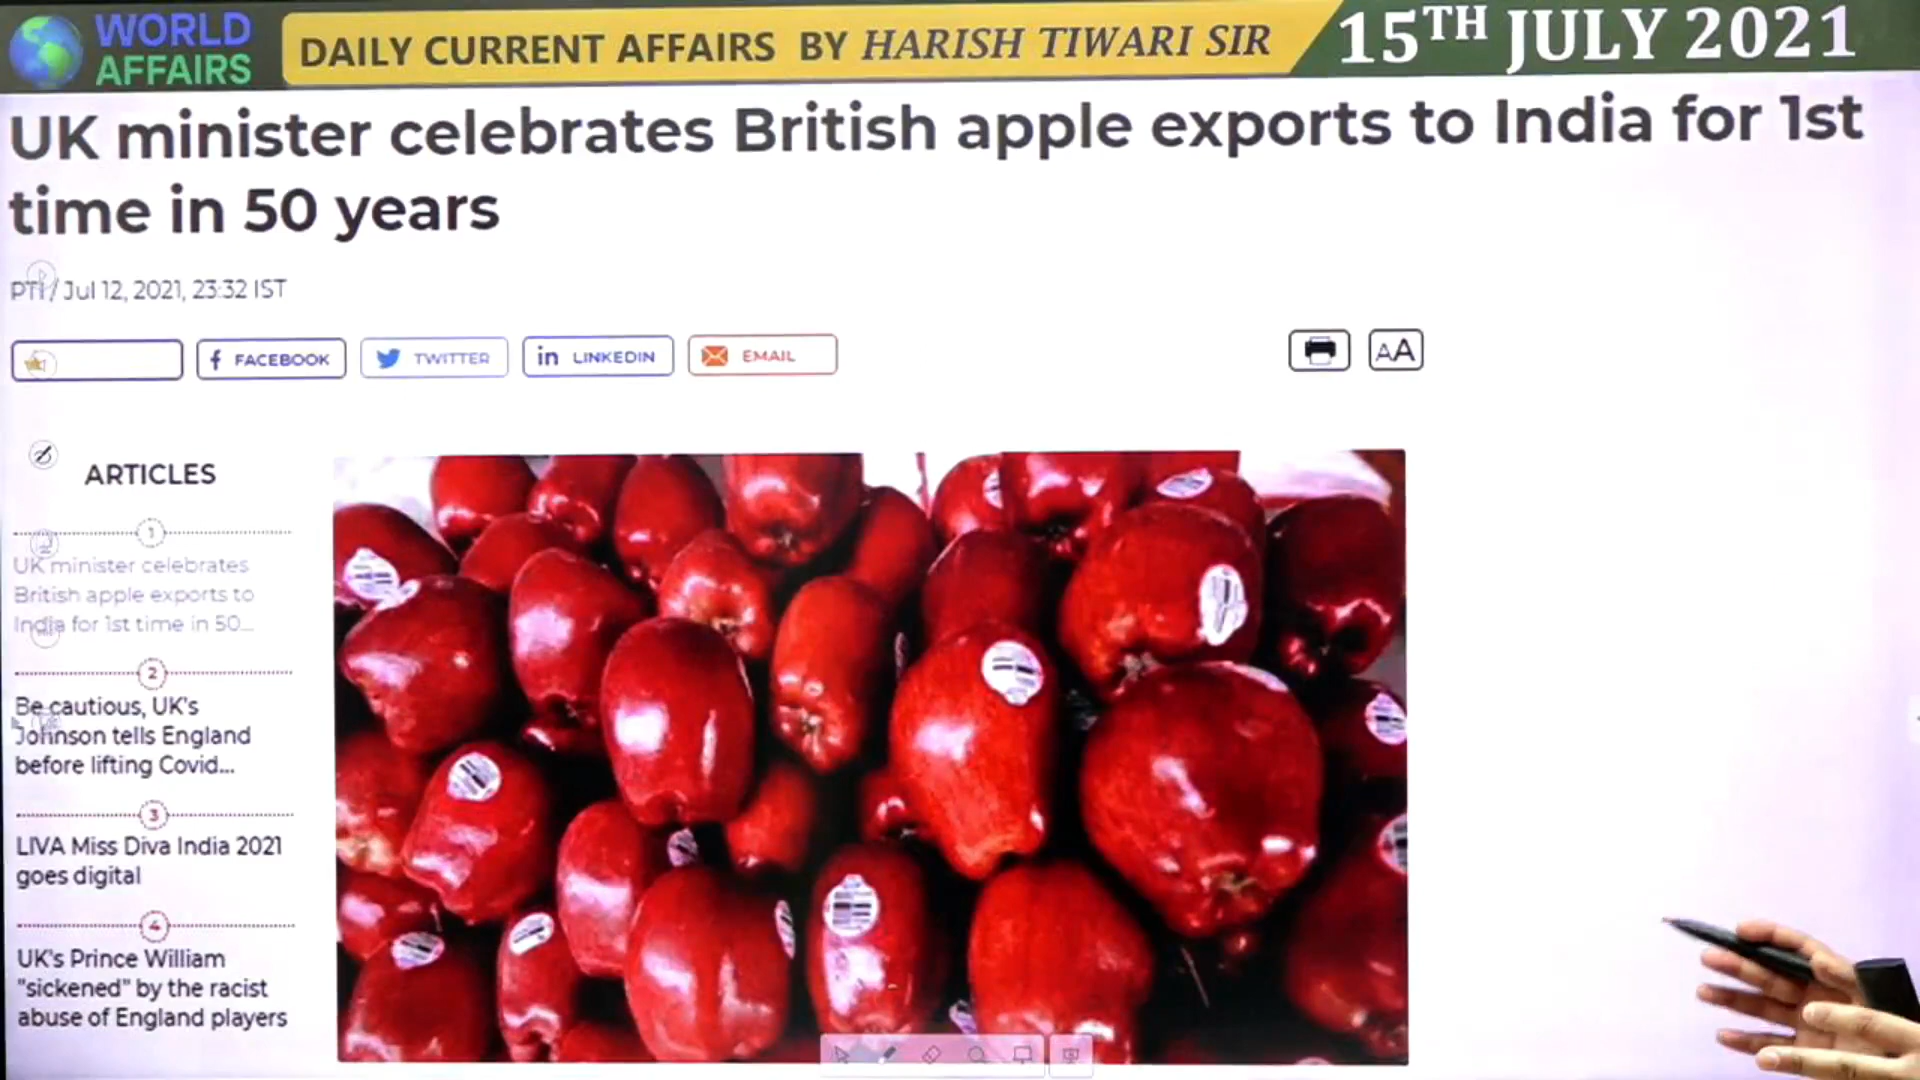 WORLD
AFFAIRS
DAILY CURRENT AFFAIRS BY HARISH TIWARI SIR
15TH JULY 2021
UK minister celebrates British apple exports to India for 1st
time in 50 years
PTI / Jul 12, 2021, 23:32 IST
FACEBOOK
TWITTER
in LINKEDIN
EMAIL
AA
ARTICLES
1
UK minister celebrates
British apple exports to
India for 1st time in 50...
2
Be cautious, UK's
Johnson tells England
before lifting Covid...
3
LIVA Miss Diva India 2021
goes digital
4
UK's Prince William
"sickened" by the racist
abuse of England players